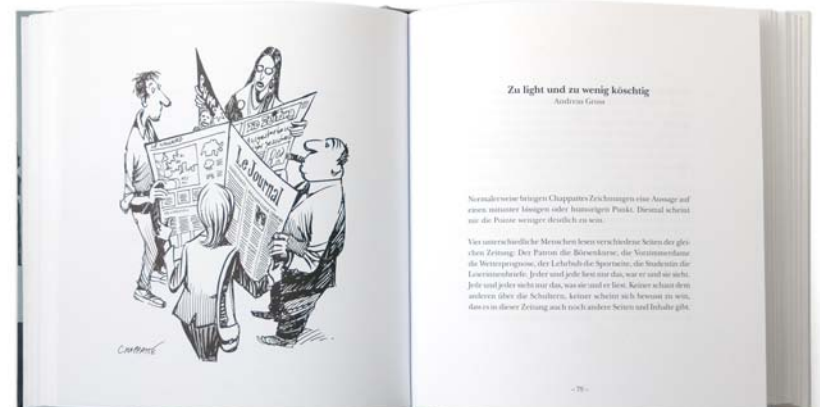 Le Journal
CHAPPATTE
Zu light und zu wenig köschtig
Andreas Gross
Normalerweise bringen Chappattes Zeichnungen eine Aussage auf
einen mitunter bissigen oder humorigen Punkt. Diesmal scheint
mir die Pointe weniger deutlich zu sein.
Vier unterschiedliche Menschen lesen verschiedene Seiten der glei-
chen Zeitung: Der Patron die Börsenkurse, die Vorzimmerdame
die Wetterprognose, der Lehrbub die Sportseite, die Studentin die
Leserinnenbriefe. Jeder und jede liest nur das, was er und sie sieht.
Jede und jeder sieht nur das, was sie und er liest. Keiner schaut dem
anderen über die Schultern, keiner scheint sich bewusst zu sein,
dass es in dieser Zeitung auch noch andere Seiten und Inhalte gibt.